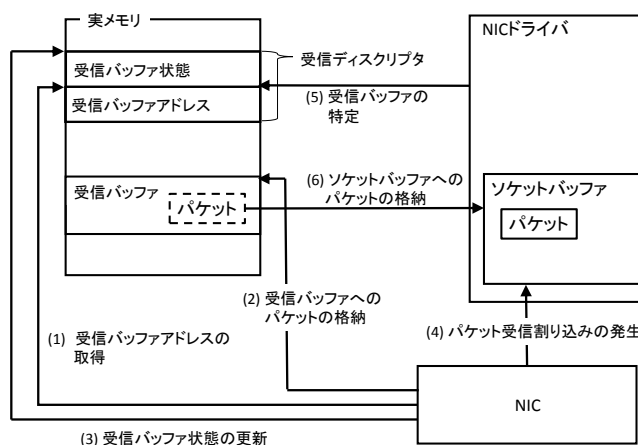 実メモリ
NICドライバ
受信ディスクリプタ
受信バッファ状態
受信バッファアドレス
(5) 受信バッファの
特定
受信バッファ
パケット
(6) ソケットバッファへの
パケットの格納
ソケットバッファ
パケット
(2) 受信バッファへの
パケットの格納
(1) 受信バッファアドレスの
取得
(4) パケット受信割り込みの発生
NIC
(3) 受信バッファ状態の更新